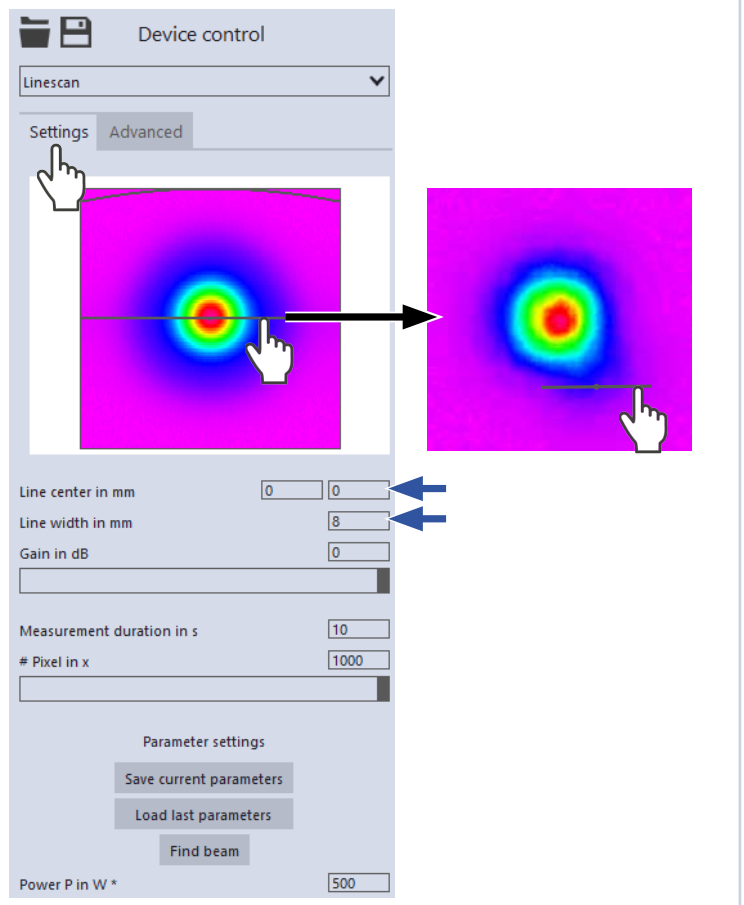 Device control
Linescan
Settings Advanced
Line center in mm 0 0
Line width in mm 8
Gain in dB 0
Measurement duration in s 10
# Pixel in x 1000
Parameter settings
Save current parameters
Load last parameters
Find beam
Power P in W * 500